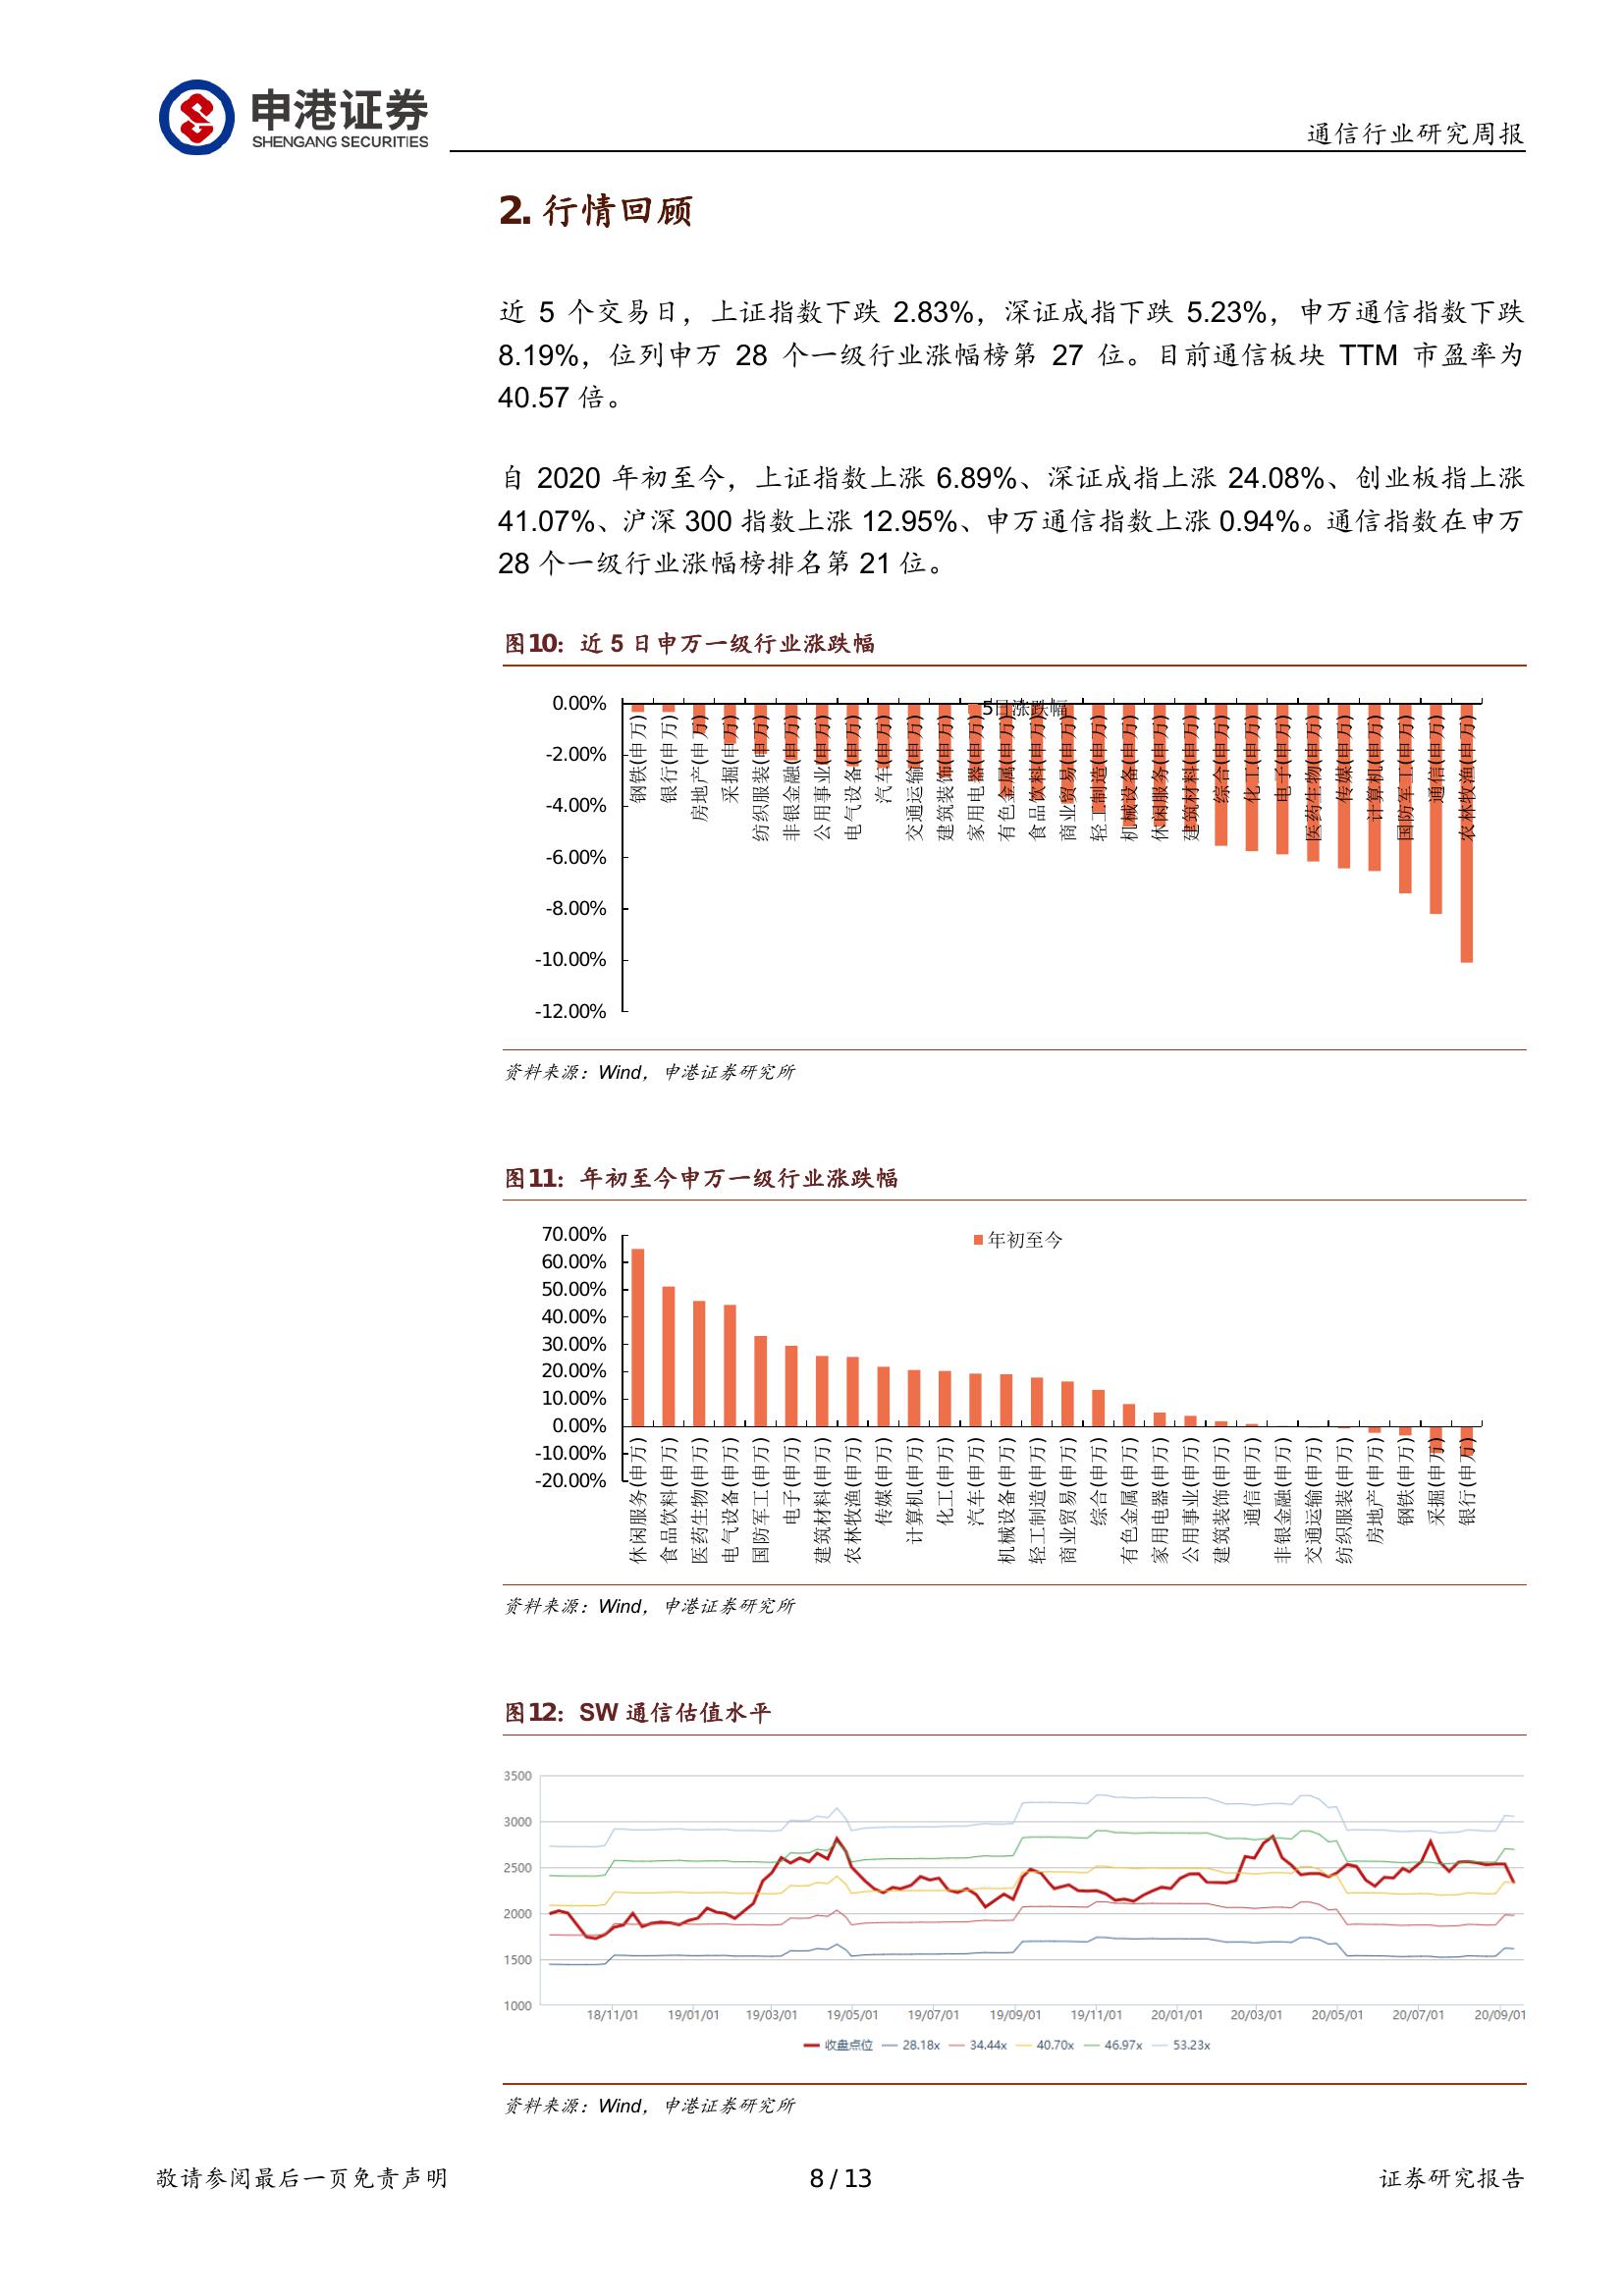 申港证券
SHENGANG SECURITIES
通信行业研究周报
2. 行情回顾
近 5 个交易日，上证指数下跌 2.83%，深证成指下跌 5.23%，申万通信指数下跌
8.19%，位列申万 28 个一级行业涨幅榜第 27 位。目前通信板块 TTM 市盈率为
40.57 倍。
自 2020 年初至今，上证指数上涨 6.89%、深证成指上涨 24.08%、创业板指上涨
41.07%、沪深 300 指数上涨 12.95%、申万通信指数上涨 0.94%。通信指数在申万
28 个一级行业涨幅榜排名第 21 位。
图10：近 5 日申万一级行业涨跌幅
5日涨跌幅
0.00%
-2.00%
-4.00%
-6.00%
-8.00%
-10.00%
-12.00%
钢铁(申万)
银行(申万)
房地产(申万)
采掘(申万)
纺织服装(申万)
非银金融(申万)
公用事业(申万)
电气设备(申万)
汽车(申万)
交通运输(申万)
建筑装饰(申万)
家用电器(申万)
有色金属(申万)
食品饮料(申万)
商业贸易(申万)
轻工制造(申万)
机械设备(申万)
休闲服务(申万)
建筑材料(申万)
综合(申万)
化工(申万)
电子(申万)
医药生物(申万)
传媒(申万)
计算机(申万)
国防军工(申万)
通信(申万)
农林牧渔(申万)
资料来源：Wind，申港证券研究所
图11：年初至今申万一级行业涨跌幅
年初至今
70.00%
60.00%
50.00%
40.00%
30.00%
20.00%
10.00%
0.00%
-10.00%
-20.00%
休闲服务(申万)
食品饮料(申万)
医药生物(申万)
电气设备(申万)
国防军工(申万)
电子(申万)
建筑材料(申万)
农林牧渔(申万)
传媒(申万)
计算机(申万)
化工(申万)
汽车(申万)
机械设备(申万)
轻工制造(申万)
商业贸易(申万)
综合(申万)
有色金属(申万)
家用电器(申万)
公用事业(申万)
建筑装饰(申万)
通信(申万)
非银金融(申万)
交通运输(申万)
纺织服装(申万)
房地产(申万)
钢铁(申万)
采掘(申万)
银行(申万)
资料来源：Wind，申港证券研究所
图12：SW 通信估值水平
3500
3000
2500
2000
1500
1000
18/11/01 19/01/01 19/03/01 19/05/01 19/07/01 19/09/01 19/11/01 20/01/01 20/03/01 20/05/01 20/07/01 20/09/01
收盘点位 28.18x 34.44x 40.70x 46.97x 53.23x
资料来源：Wind，申港证券研究所
敬请参阅最后一页免责声明
8 / 13
证券研究报告